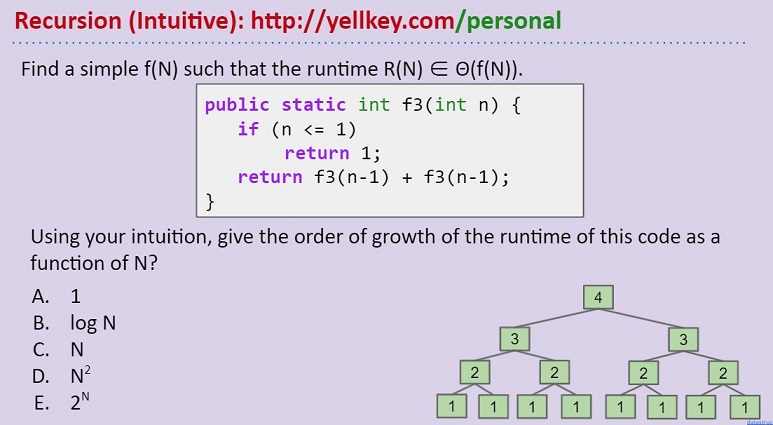 Recursion (Intuitive): http://yellkey.com/personal
Find a simple f(N) such that the runtime R(N) ∈ Θ(f(N)).
public static int f3(int n) {
if (n <= 1)
return 1;
return f3(n-1) + f3(n-1);
}
Using your intuition, give the order of growth of the runtime of this code as a
function of N?
A. 1
B. log N
C. N
D. N²
E. 2ᴺ
4
3 3
2 2 2 2
1 1 1 1 1 1 1 1